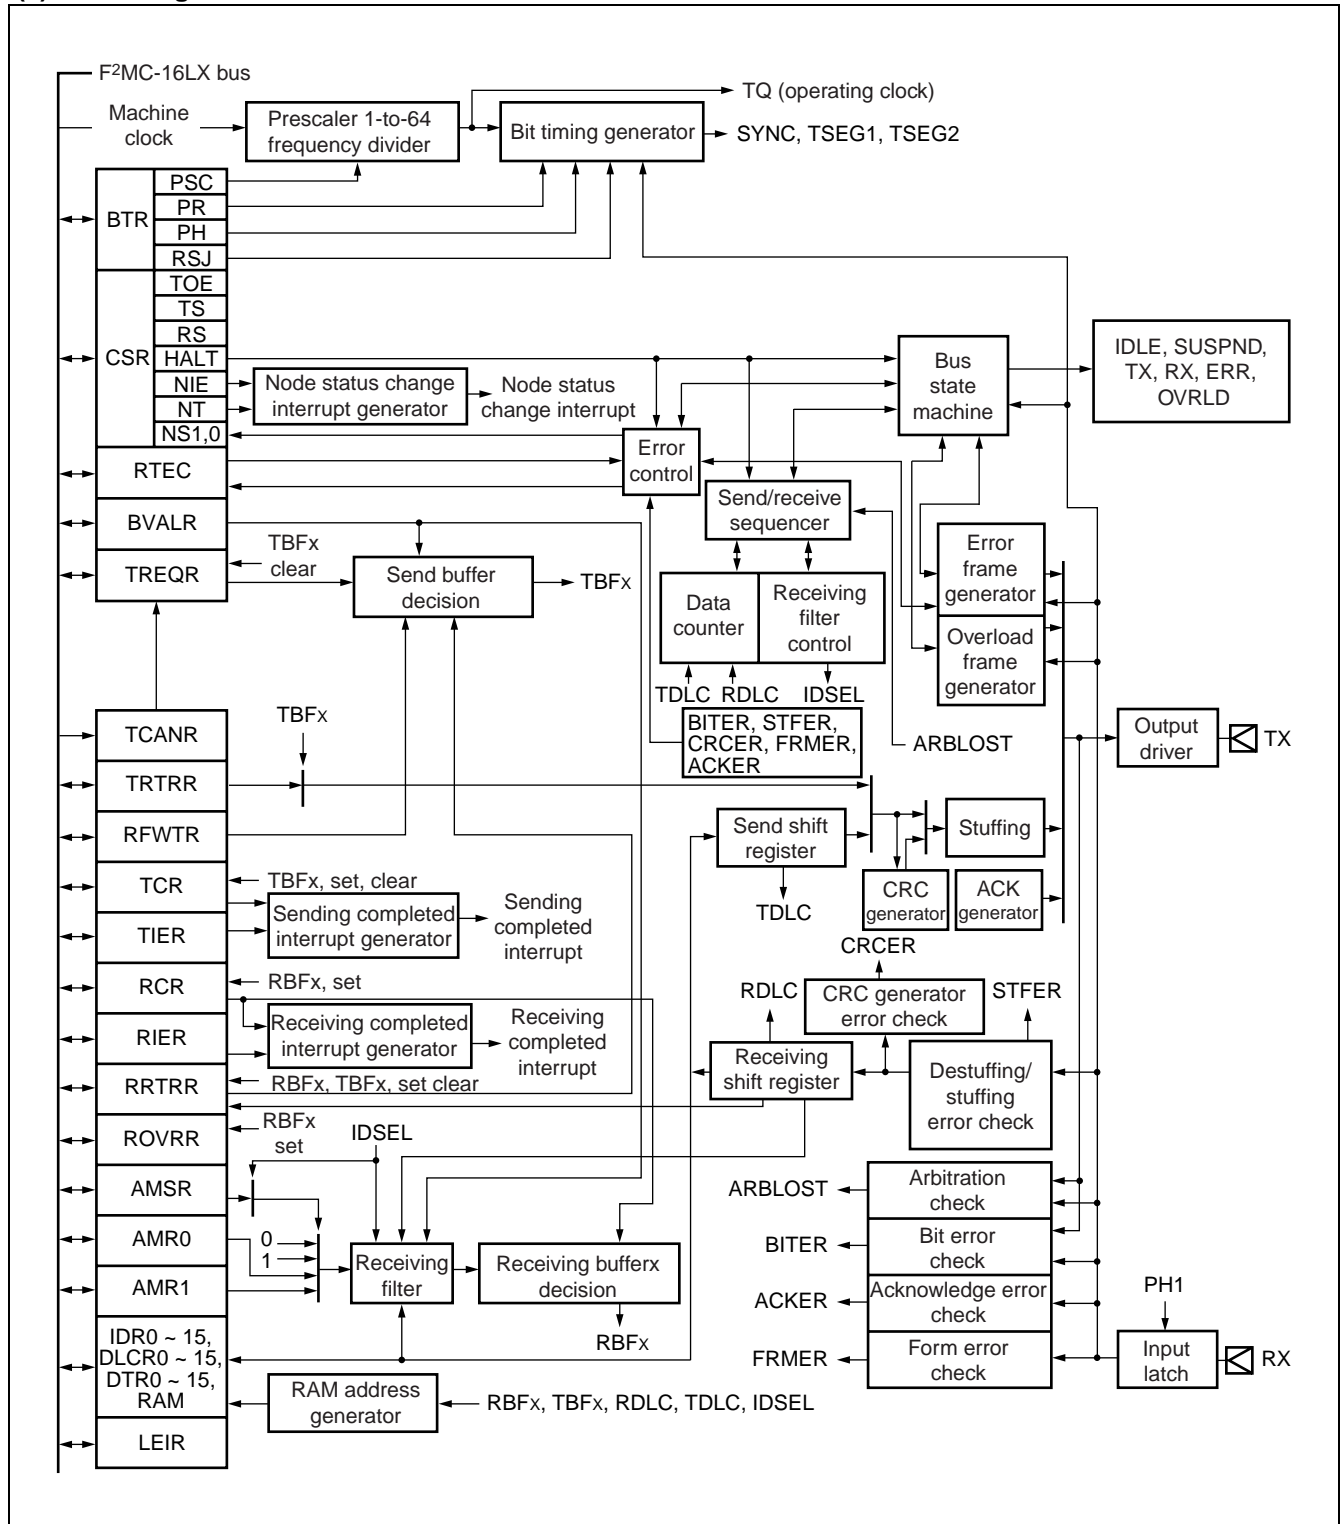 F2MC-16LX bus
TQ (operating clock)
Machine
clock
Prescaler 1-to-64
frequency divider
Bit timing generator
SYNC, TSEG1, TSEG2
BTR
PSC
PR
PH
RSJ
CSR
TOE
TS
RS
HALT
NIE
NT
NS1,0
Node status change
interrupt generator
Node status
change interrupt
Bus
state
machine
IDLE, SUSPND,
TX, RX, ERR,
OVRLD
Error
control
RTEC
Send/receive
sequencer
BVALR
TREQR
TBFx
clear
Send buffer
decision
TBFx
Data
counter
Receiving
filter
control
Error
frame
generator
Overload
frame
generator
TDLC
RDLC
IDSEL
BITER, STFER,
CRCER, FRMER,
ACKER
ARBLOST
TCANR
TBFx
Output
driver
TX
TRTRR
RFWTR
Send shift
register
Stuffing
TDLC
CRC
generator
ACK
generator
TCR
TBFx, set, clear
Sending completed
interrupt generator
Sending
completed
interrupt
TIER
CRCER
RCR
RBFx, set
RDLC
CRC generator
error check
STFER
RIER
Receiving completed
interrupt generator
Receiving
completed
interrupt
Receiving
shift register
Destuffing/
stuffing
error check
RRTRR
RBFx, TBFx, set clear
ROVRR
RBFx
set
IDSEL
AMSR
ARBLOST
Arbitration
check
AMR0
0
1
Receiving
filter
Receiving bufferx
decision
BITER
Bit error
check
AMR1
ACKER
Acknowledge error
check
PH1
IDR0 ~ 15,
DLCR0 ~ 15,
DTR0 ~ 15,
RAM
RBFx
FRMER
Form error
check
Input
latch
RX
RAM address
generator
RBFx, TBFx, RDLC, TDLC, IDSEL
LEIR